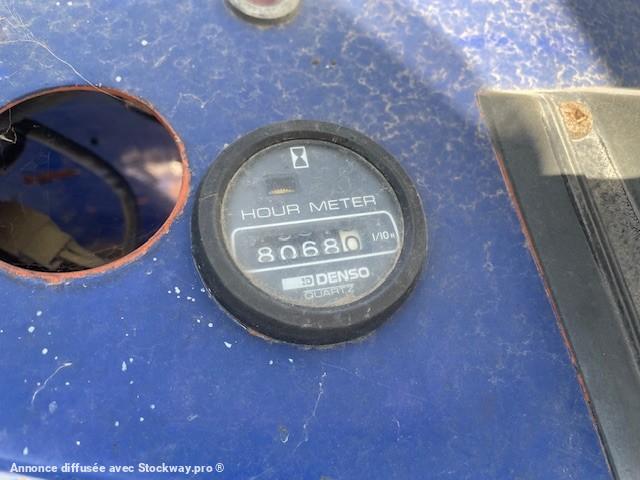 HOUR METER
80680 1/10H
DENSO
QUARTZ
Annonce diffusée avec Stockway.pro ®